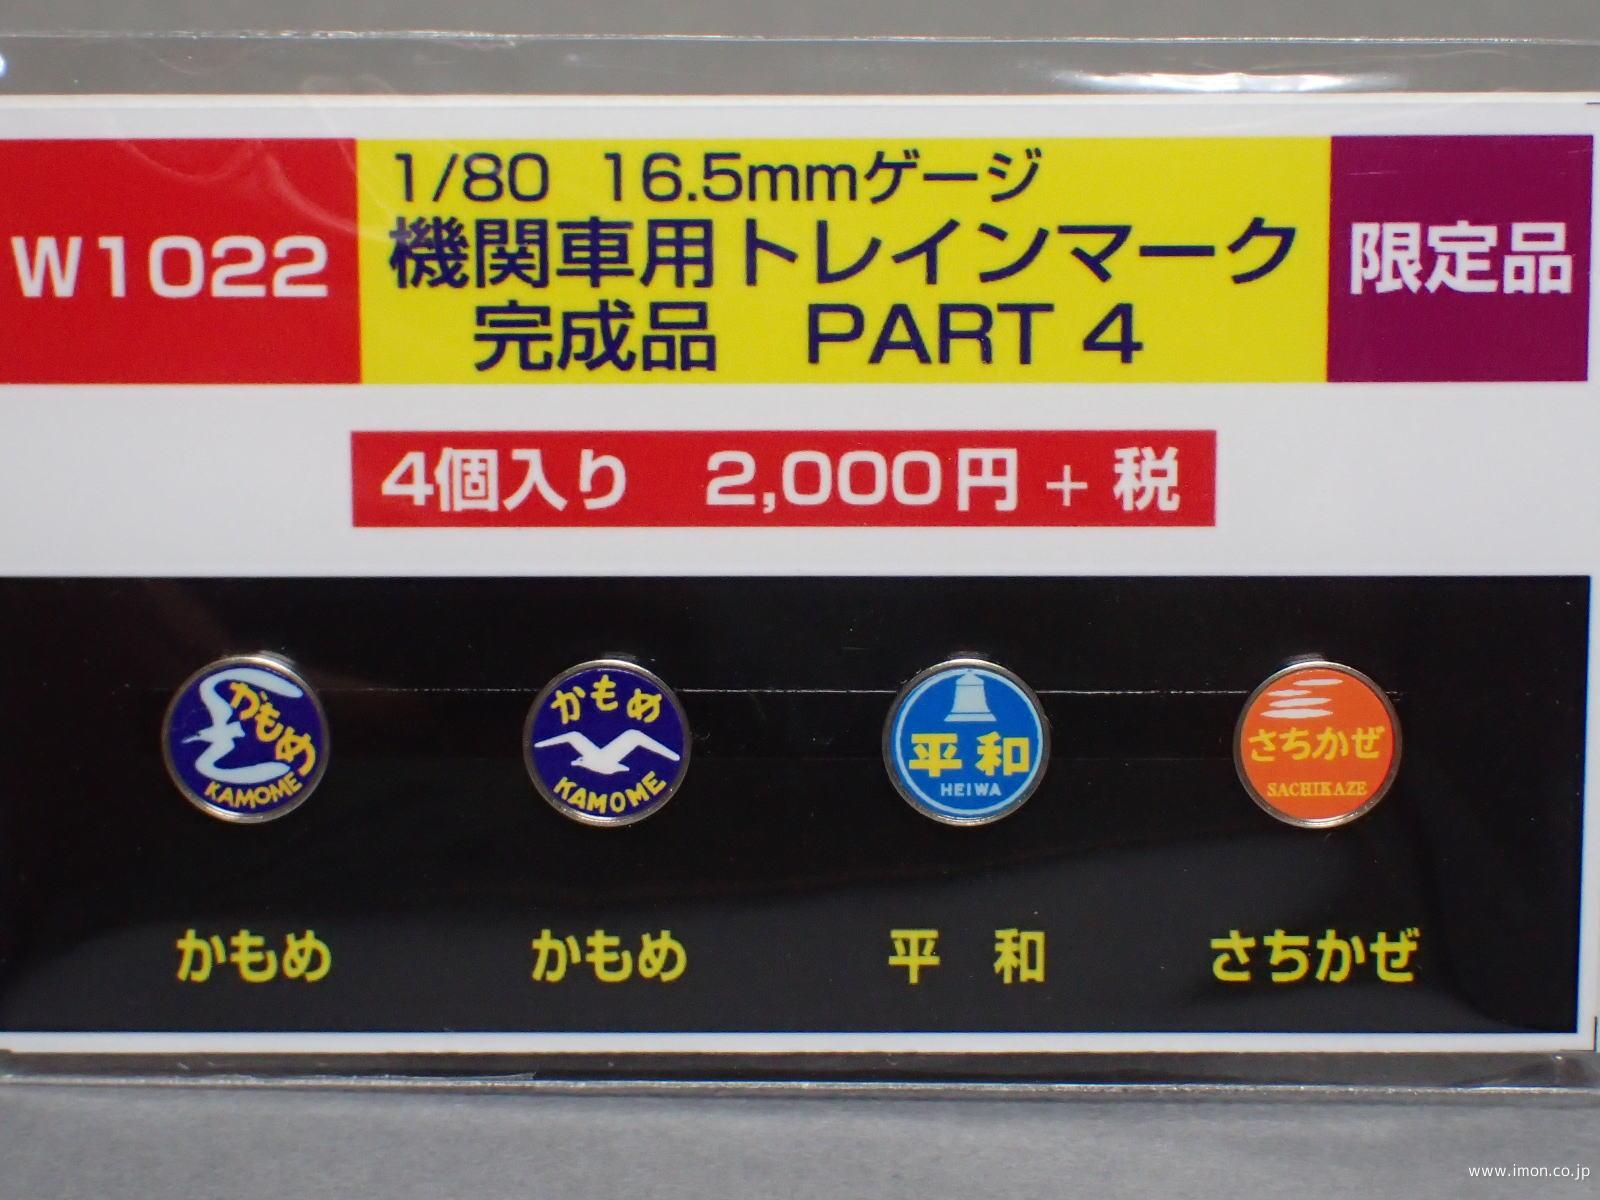 W1022
1/80 16.5mmゲージ
機関車用トレインマーク
完成品 PART 4
限定品
4個入り 2,000円 + 税
かもめ
KAMOME
かもめ
KAMOME
平和
HEIWA
さちかぜ
SACHIKAZE
かもめ
かもめ
平 和
さちかぜ
www.imon.co.jp